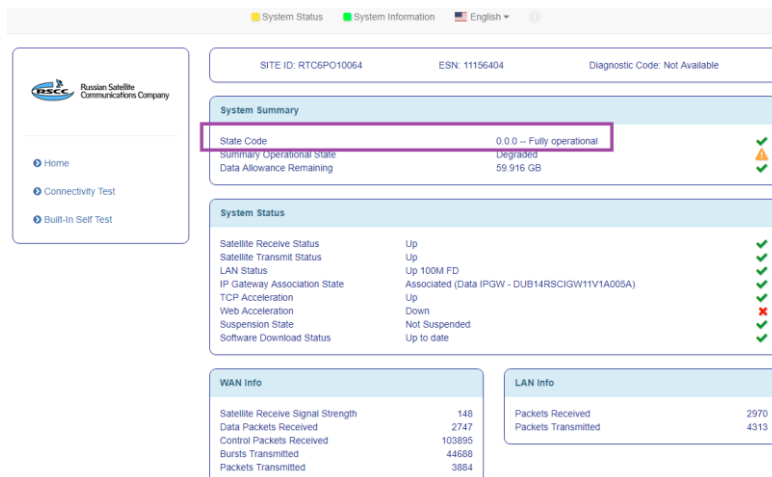 System Status System Information English
RSCC Russian Satellite Communications Company
Home
Connectivity Test
Built-In Self Test
SITE ID: RTC6PO10064 ESN: 11156404 Diagnostic Code: Not Available
System Summary
State Code 0.0.0 -- Fully operational
Summary Operational State Degraded
Data Allowance Remaining 59.916 GB
System Status
Satellite Receive Status Up
Satellite Transmit Status Up
LAN Status Up 100M FD
IP Gateway Association State Associated (Data IPGW - DUB14RSCIGW11V1A005A)
TCP Acceleration Up
Web Acceleration Down
Suspension State Not Suspended
Software Download Status Up to date
WAN Info
Satellite Receive Signal Strength 148
Data Packets Received 2747
Control Packets Received 103895
Bursts Transmitted 44688
Packets Transmitted 3884
LAN Info
Packets Received 2970
Packets Transmitted 4313